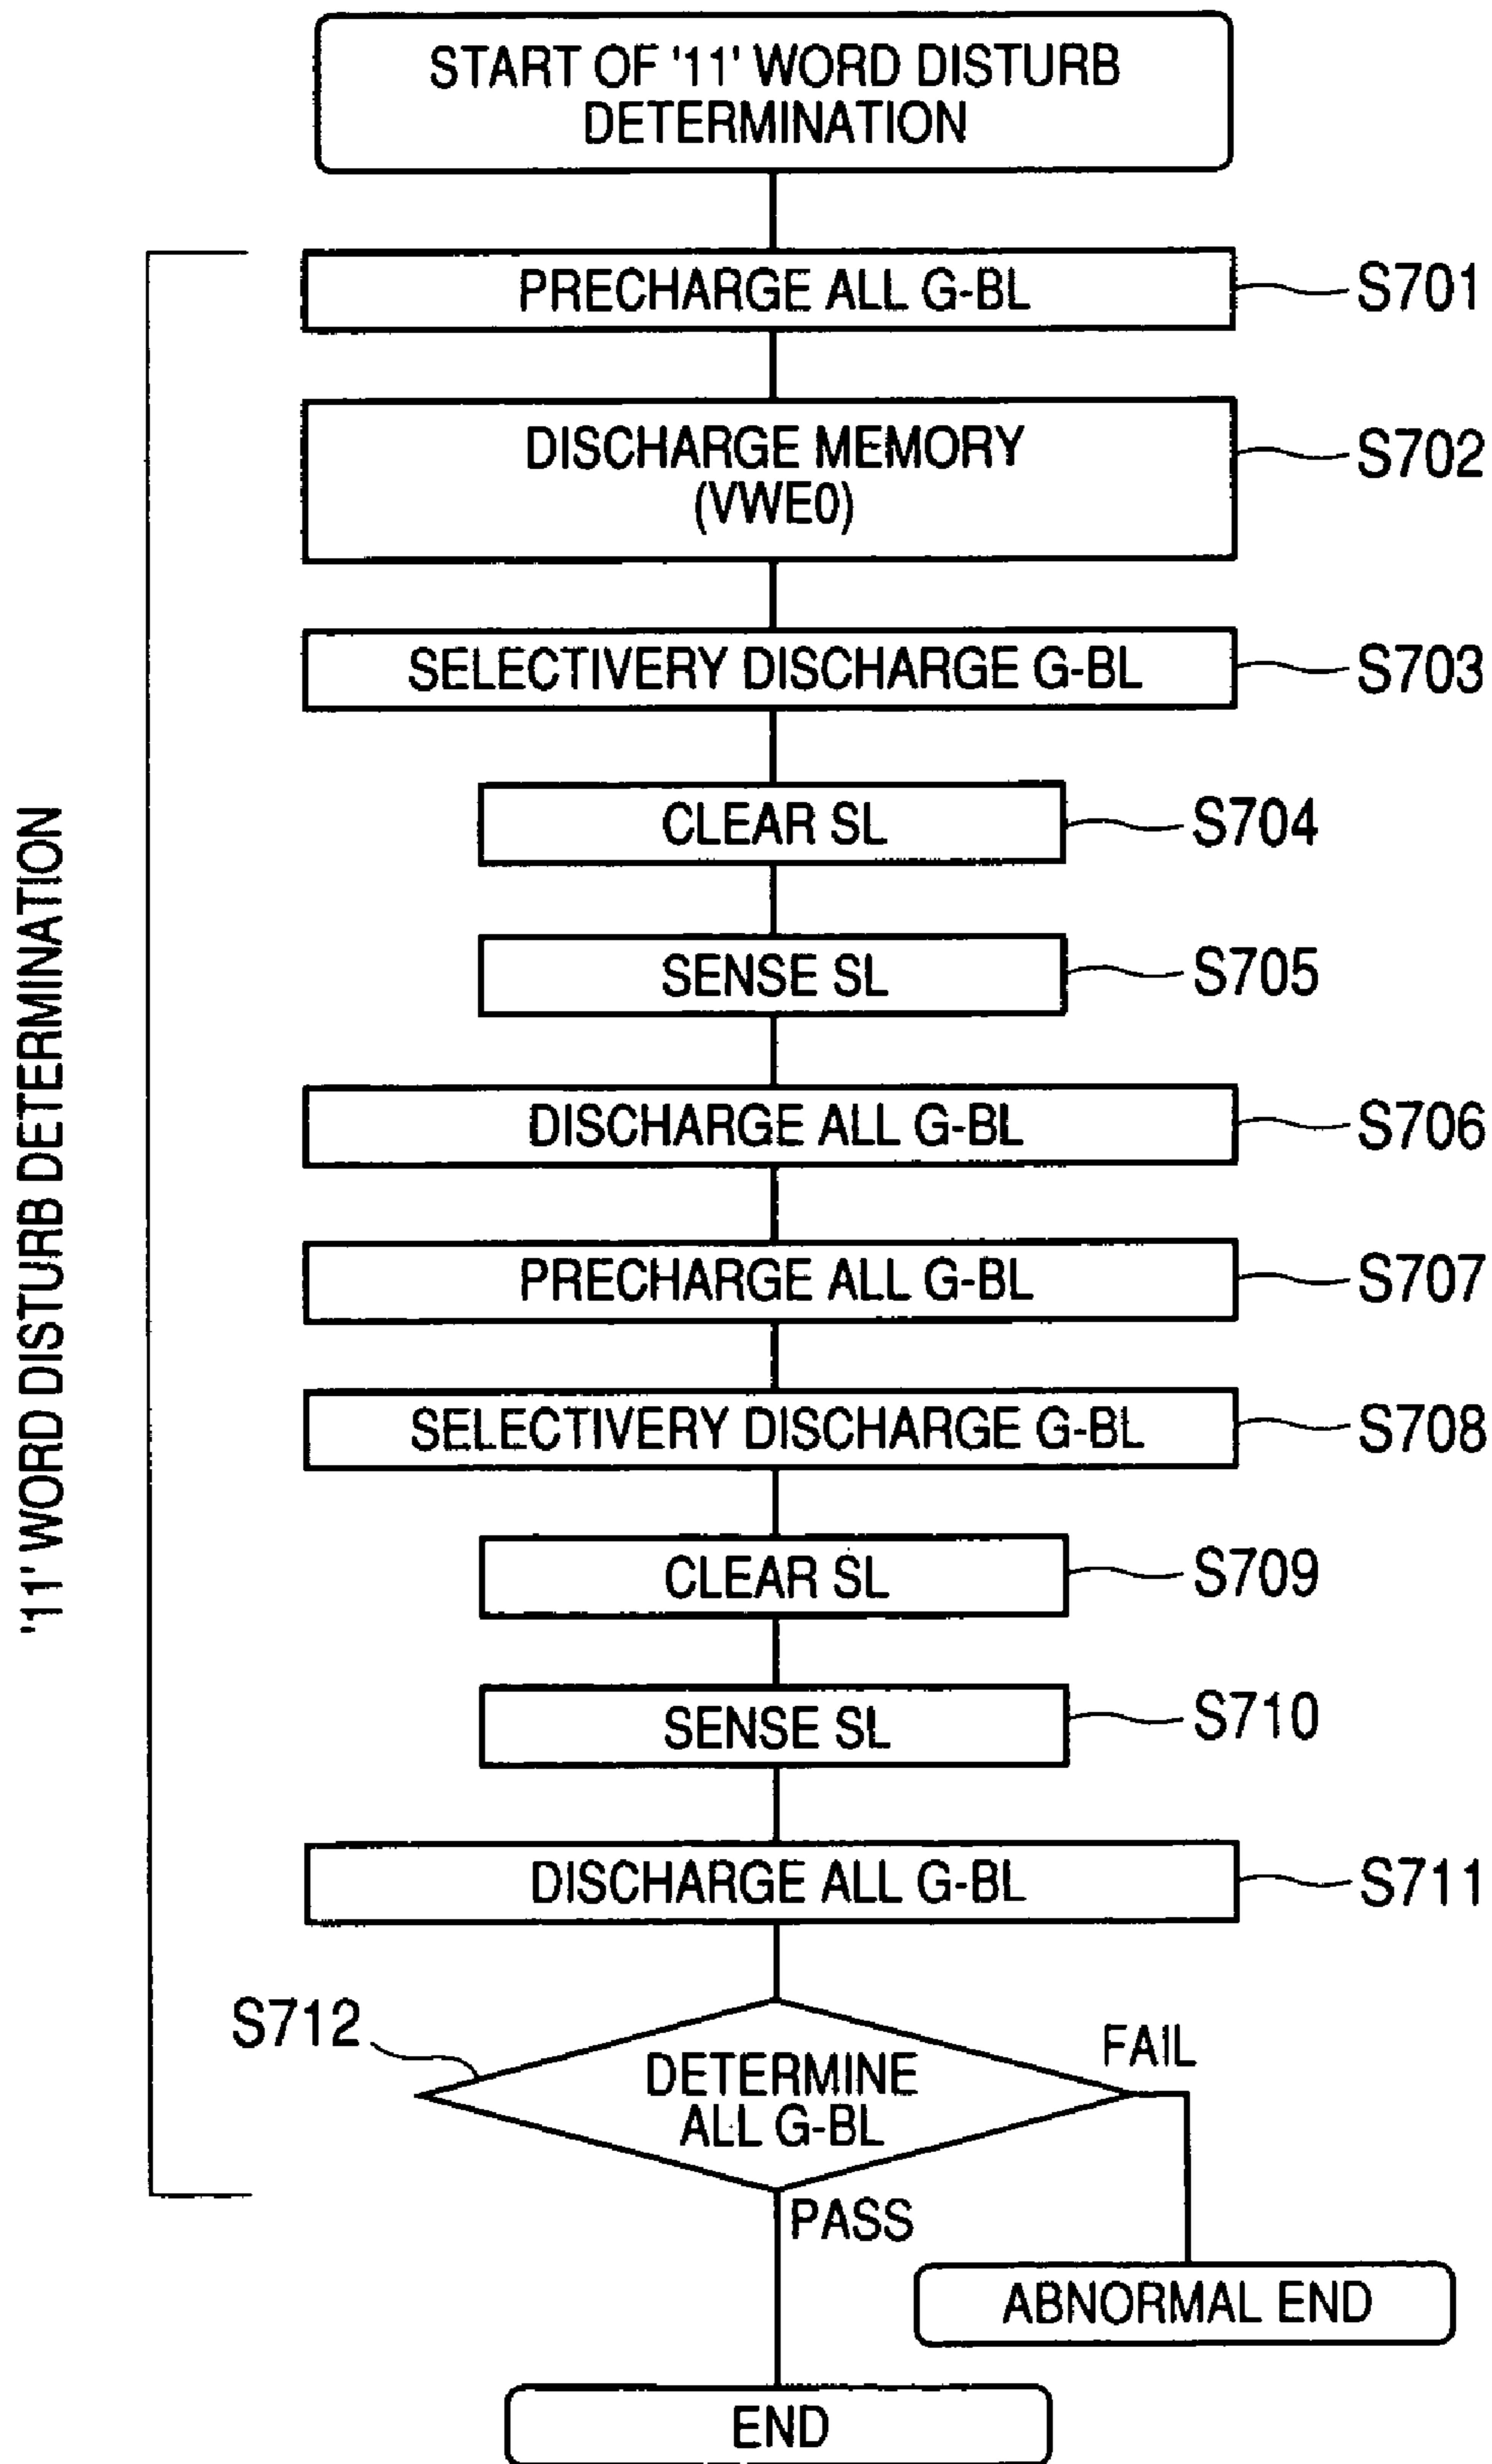 START OF '11' WORD DISTURB
DETERMINATION
PRECHARGE ALL G-BL
S701
DISCHARGE MEMORY
(VWE0)
S702
SELECTIVERY DISCHARGE G-BL
S703
CLEAR SL
S704
SENSE SL
S705
DISCHARGE ALL G-BL
S706
PRECHARGE ALL G-BL
S707
SELECTIVERY DISCHARGE G-BL
S708
CLEAR SL
S709
SENSE SL
S710
DISCHARGE ALL G-BL
S711
S712
DETERMINE
ALL G-BL
FAIL
PASS
ABNORMAL END
END
'11' WORD DISTURB DETERMINATION